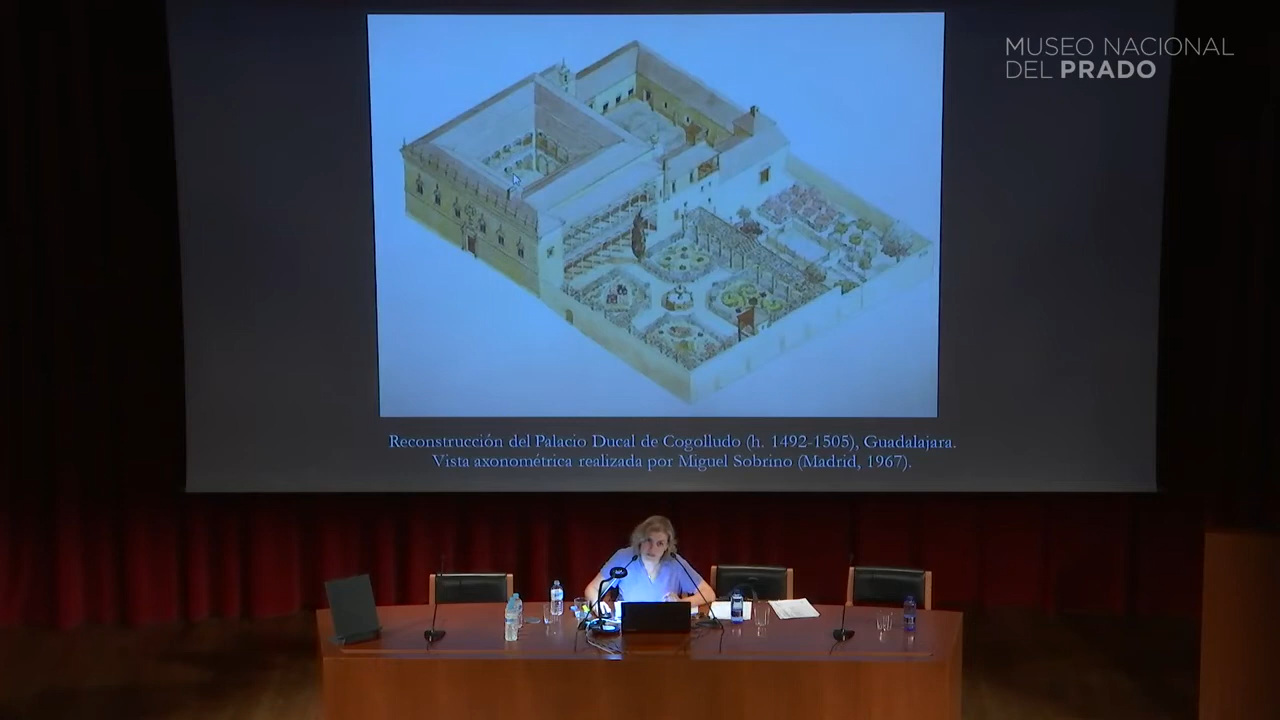 MUSEO NACIONAL
DEL PRADO
Reconstrucción del Palacio Ducal de Cogolludo (h. 1492-1505), Guadalajara.
Vista axonométrica realizada por Miguel Sobrino (Madrid, 1967).